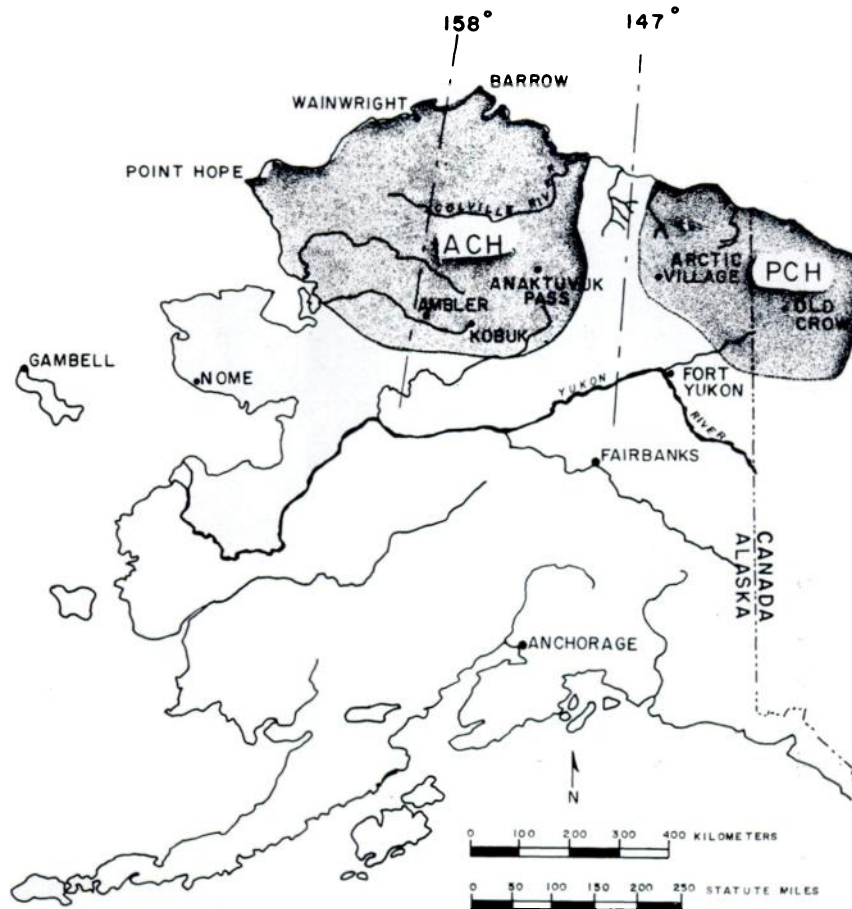 158°
147°
BARROW
WAINWRIGHT
POINT HOPE
COLVILLE RIVER
ACH
ANAKTUVUK
PASS
ARCTIC
VILLAGE
PCH
OLD
CROW
AMBLER
KOBUK
GAMBELL
NOME
YUKON
RIVER
FORT
YUKON
FAIRBANKS
CANADA
ALASKA
ANCHORAGE
N
0 100 200 300 400 KILOMETERS
0 50 100 150 200 250 STATUTE MILES